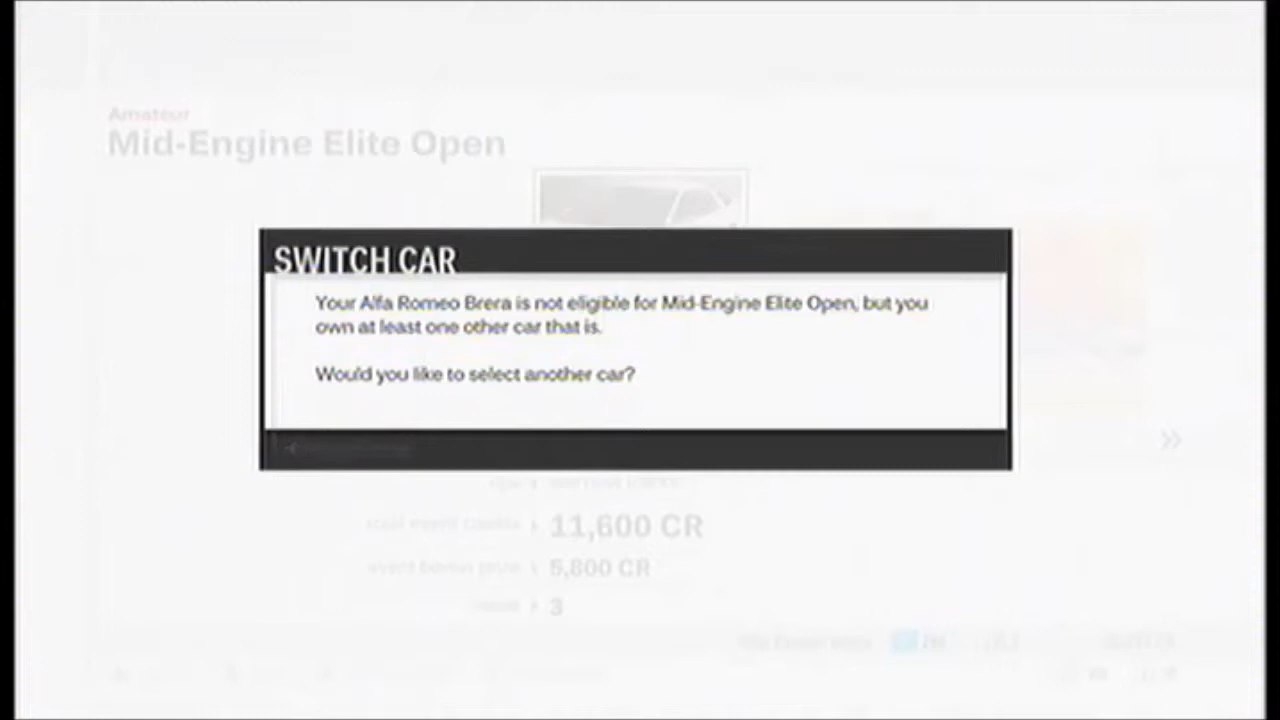 Amateur
Mid-Engine Elite Open
SWITCH CAR
Your Alfa Romeo Brera is not eligible for Mid-Engine Elite Open, but you
own at least one other car that is.
Would you like to select another car?
11,600 CR
5,800 CR
3